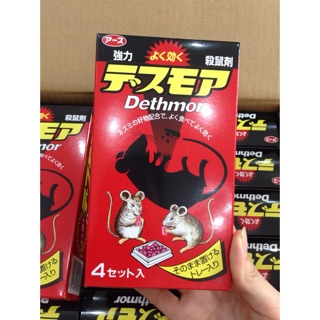 アース
よく効く
強力
殺鼠剤
デスモア
Dethmor
ネズミの好物配合で、よく食べてよく効く
4セット入
そのまま置ける
トレー入り
Dethmor